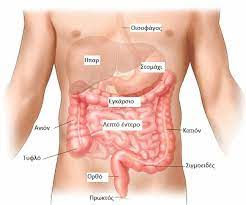 Οισοφάγος
Ήπαρ
Στομάχι
Εγκάρσιο
Ανιόν
Λεπτό έντερο
Κατιόν
Τυφλό
Σιγμοειδές
Ορθό
Πρωκτός